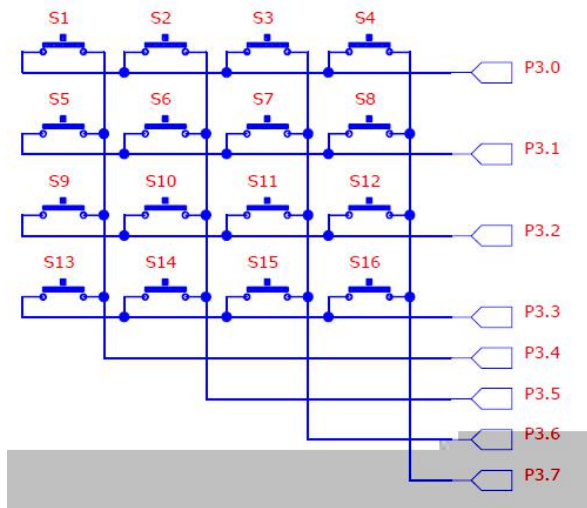 S1 S2 S3 S4
P3.0
S5 S6 S7 S8
P3.1
S9 S10 S11 S12
P3.2
S13 S14 S15 S16
P3.3
P3.4
P3.5
P3.6
P3.7